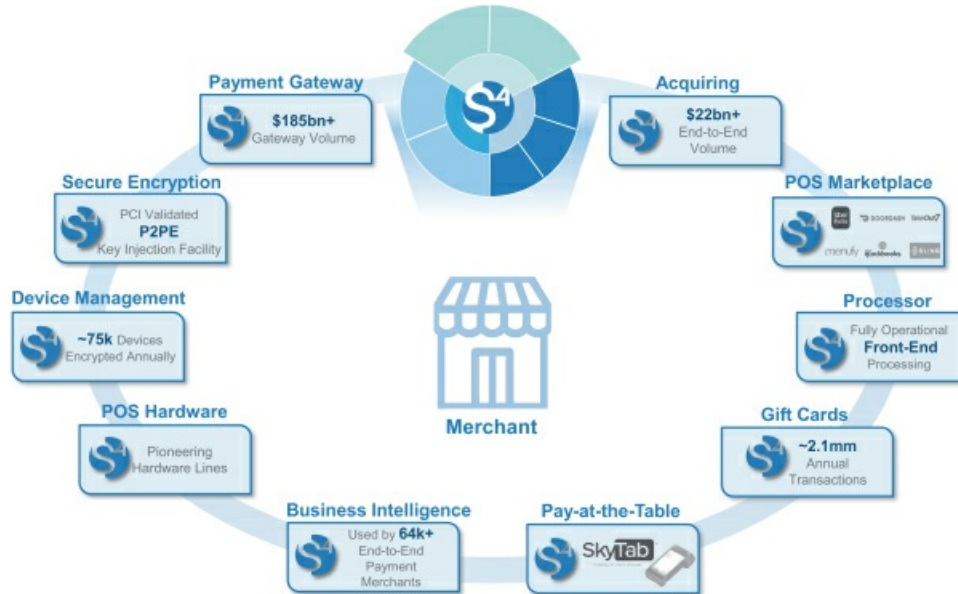 Payment Gateway
$185bn+
Gateway Volume
S4
Acquiring
$22bn+
End-to-End
Volume
Secure Encryption
PCI Validated
P2PE
Key Injection Facility
POS Marketplace
Uber
DOORDASH
menufy
quickbooks
Device Management
~75k Devices
Encrypted Annually
Processor
Fully Operational
Front-End
Processing
Merchant
POS Hardware
Pioneering
Hardware Lines
Gift Cards
~2.1mm
Annual
Transactions
Business Intelligence
Used by 64k+
End-to-End
Payment
Merchants
Pay-at-the-Table
SkyTab